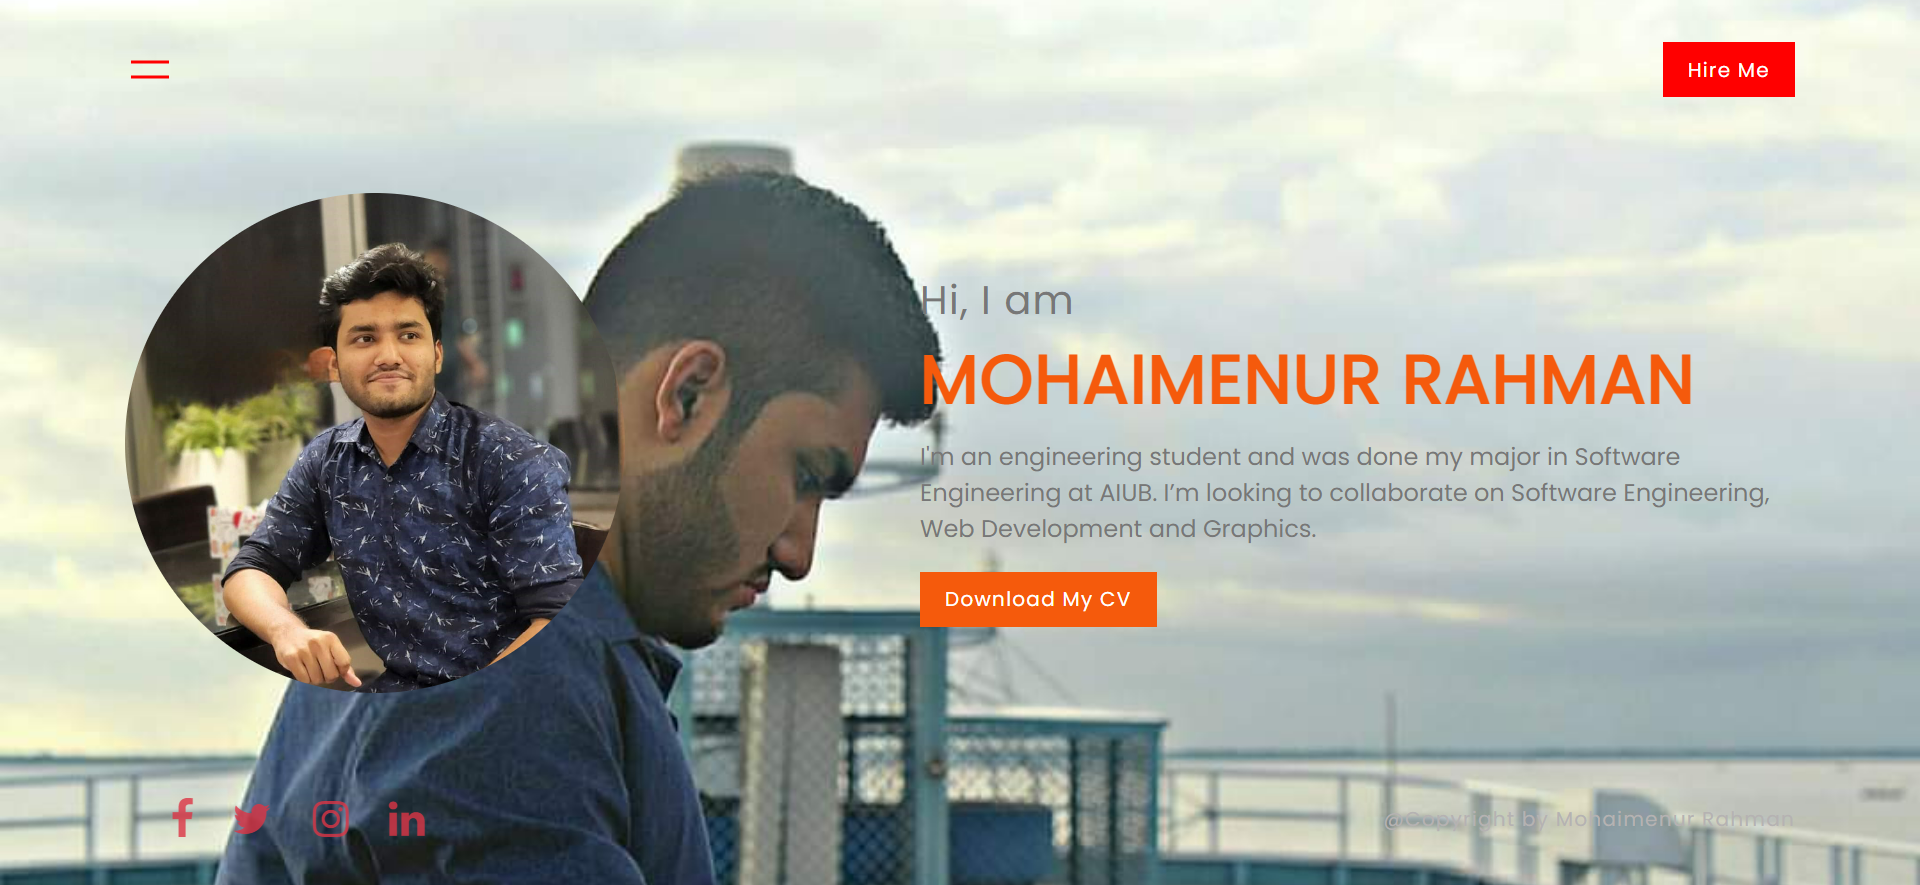 Hire Me
Hi, I am
MOHAIMENUR RAHMAN
I'm an engineering student and was done my major in Software
Engineering at AIUB. I’m looking to collaborate on Software Engineering,
Web Development and Graphics.
Download My CV
@Copyright by Mohaimenur Rahman